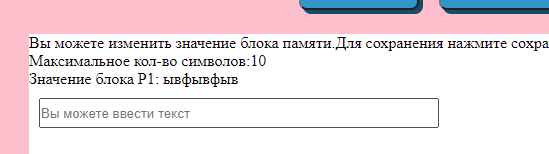 Вы можете изменить значение блока памяти.Для сохранения нажмите сохра
Максимальное кол-во символов:10
Значение блока P1: ывфывфыв
Вы можете ввести текст